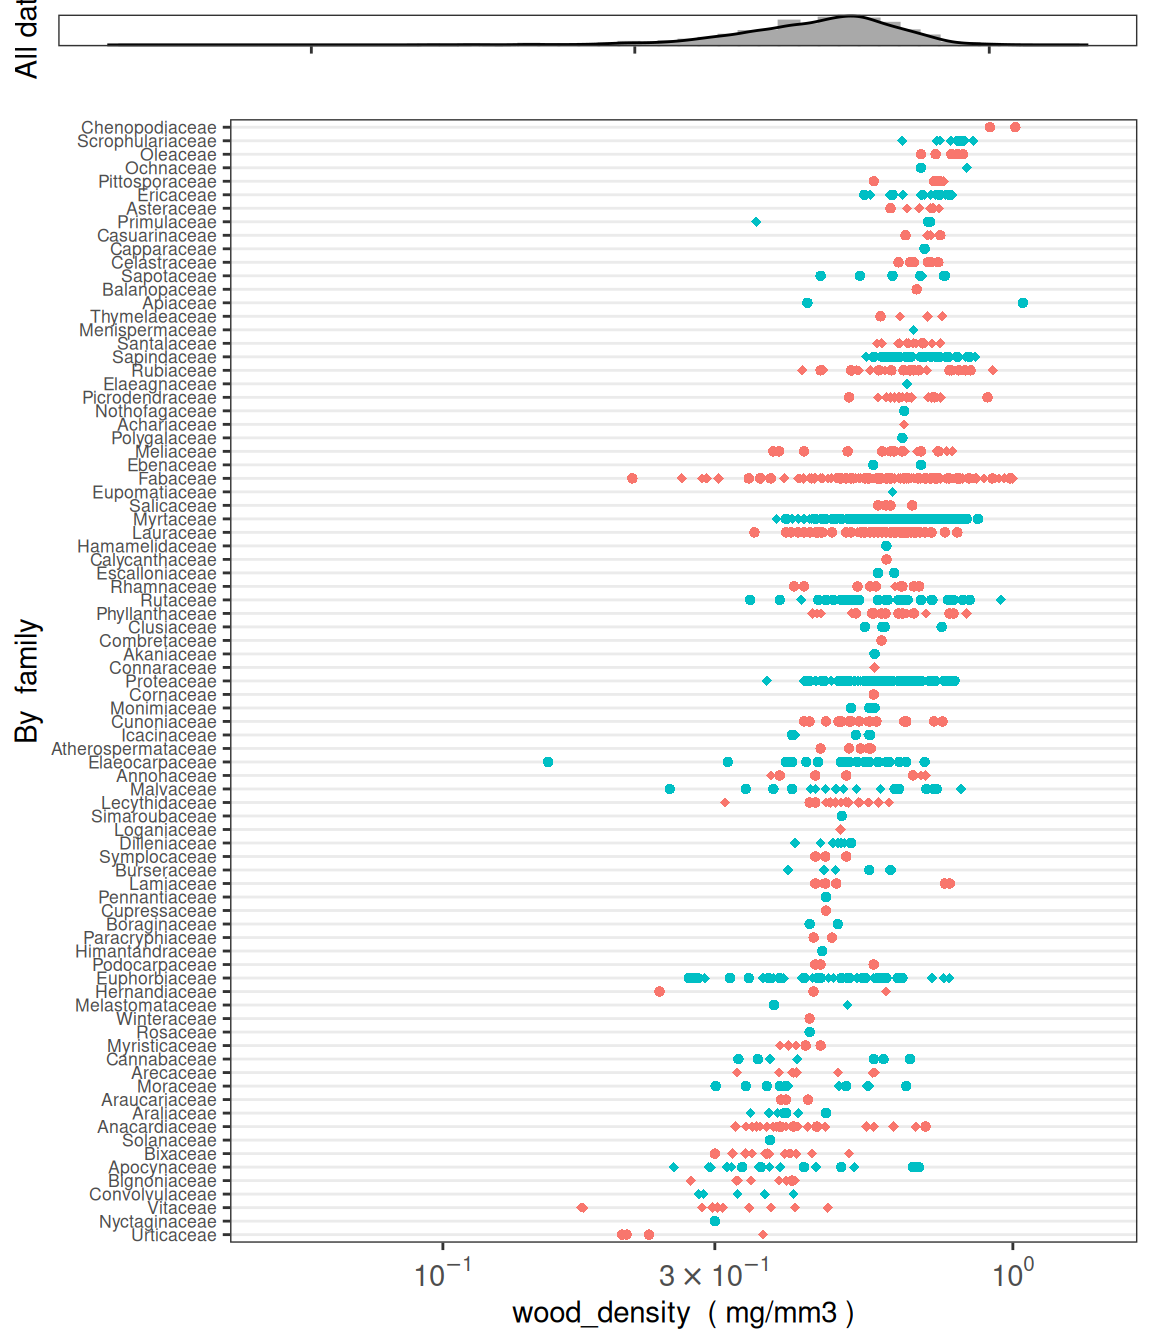 All dat
Chenopodiaceae
Scrophulariaceae
Oleaceae
Ochnaceae
Pittosporaceae
Ericaceae
Asteraceae
Primulaceae
Casuarinaceae
Capparaceae
Celastraceae
Sapotaceae
Balanopaceae
Apiaceae
Thymelaeaceae
Menispermaceae
Santalaceae
Sapindaceae
Rubiaceae
Elaeagnaceae
Picrodendraceae
Nothofagaceae
Achariaceae
Polygalaceae
Meliaceae
Ebenaceae
Fabaceae
Eupomatiaceae
Salicaceae
Myrtaceae
Lauraceae
Hamamelidaceae
Calycanthaceae
Escalloniaceae
Rhamnaceae
Rutaceae
Phyllanthaceae
Clusiaceae
Combretaceae
Akaniaceae
Connaraceae
Proteaceae
Cornaceae
Monimiaceae
Cunoniaceae
Icacinaceae
Atherospermataceae
Elaeocarpaceae
Annonaceae
Malvaceae
Lecythidaceae
Simaroubaceae
Loganiaceae
Dilleniaceae
Symplocaceae
Burseraceae
Lamiaceae
Pennantiaceae
Cupressaceae
Boraginaceae
Paracryphiaceae
Himantandraceae
Podocarpaceae
Euphorbiaceae
Hernandiaceae
Melastomataceae
Winteraceae
Rosaceae
Myristicaceae
Cannabaceae
Arecaceae
Moraceae
Araucariaceae
Araliaceae
Anacardiaceae
Solanaceae
Bixaceae
Apocynaceae
Bignoniaceae
Convolvulaceae
Vitaceae
Nyctaginaceae
Urticaceae
By family
10⁻¹ 3 × 10⁻¹ 10⁰
wood_density ( mg/mm3 )